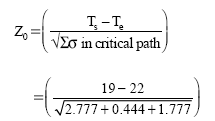 Z₀ = ( (Tₛ − Tₑ) / (√Σσ in critical path) )
= ( (19 − 22) / (√2.777 + 0.444 + 1.777) )